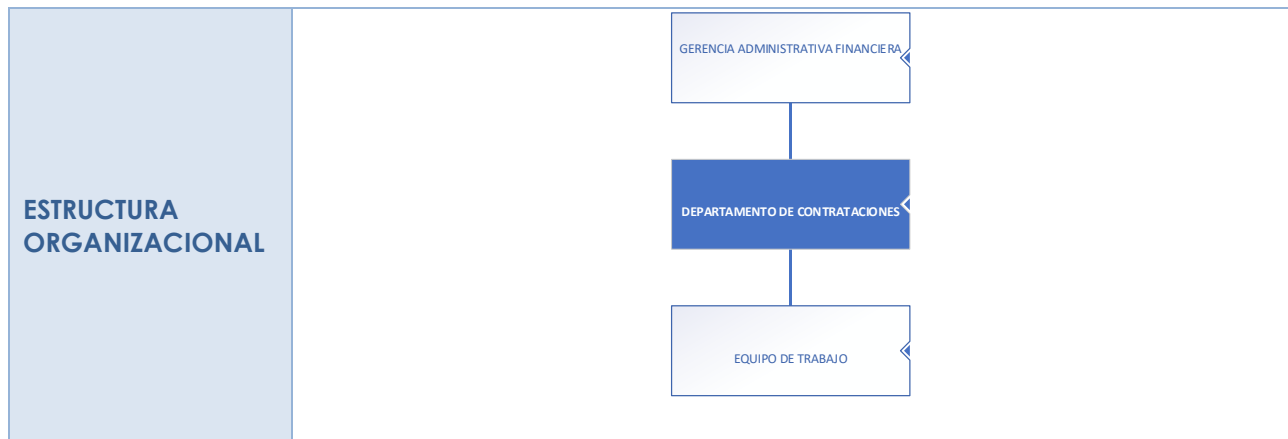 GERENCIA ADMINISTRATIVA FINANCIERA
ESTRUCTURA
ORGANIZACIONAL
DEPARTAMENTO DE CONTRATACIONES
EQUIPO DE TRABAJO